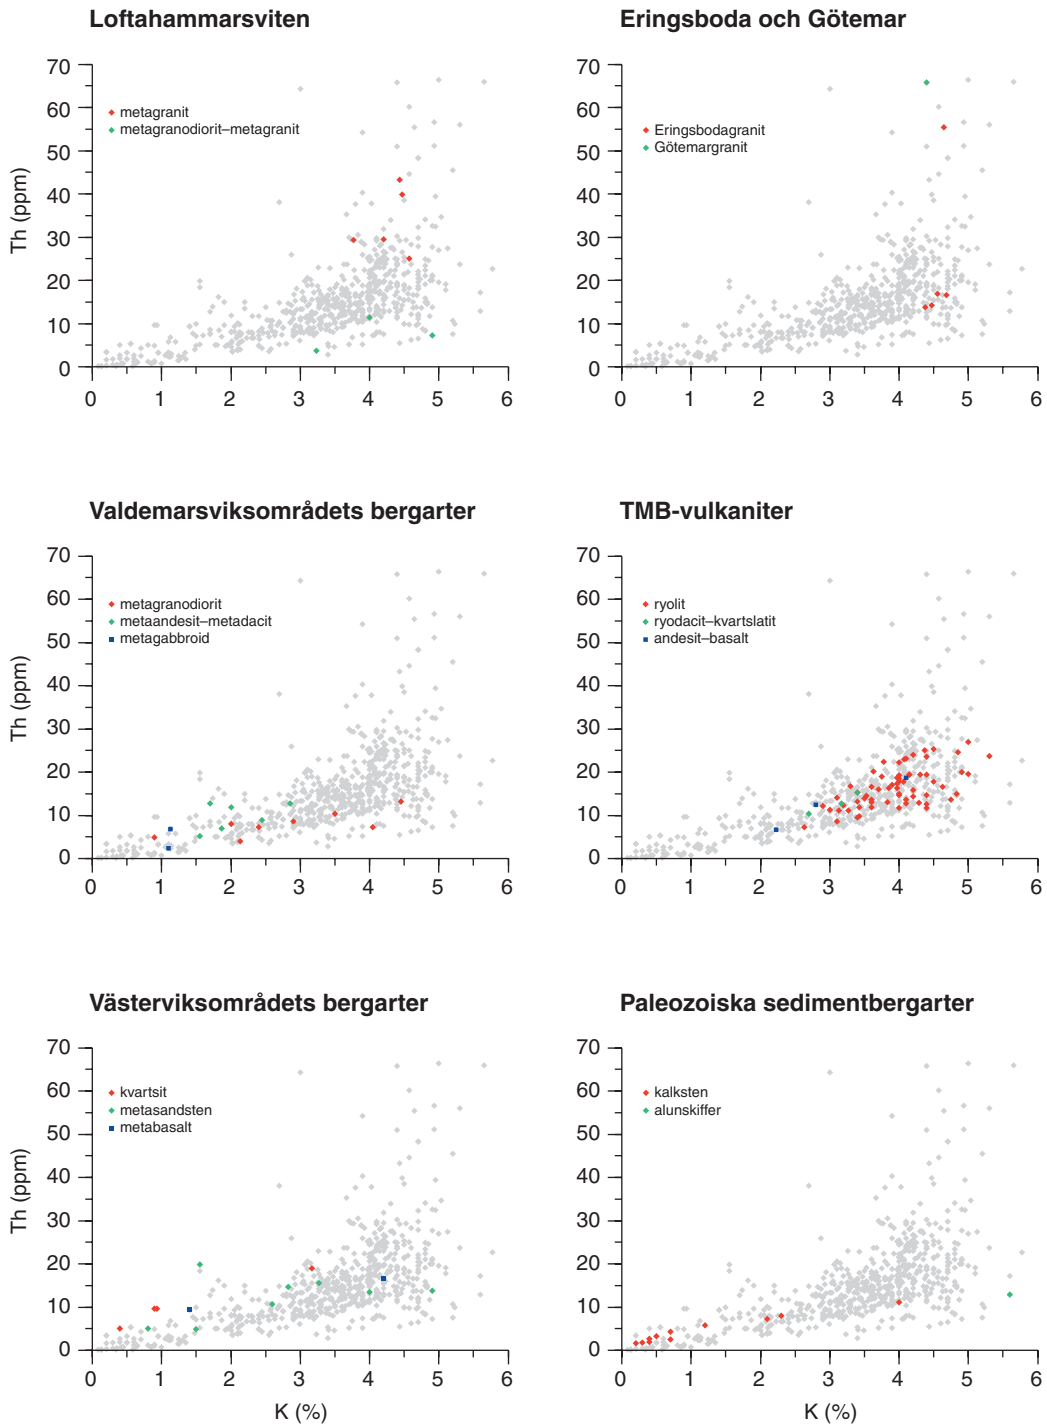 Loftahammarsviten
70
60
50
40
30
20
10
0
Th (ppm)
metagranit
metagranodiorit–metagranit
0 1 2 3 4 5 6
Eringsboda och Götemar
70
60
50
40
30
20
10
0
Eringsbodagranit
Götemargranit
0 1 2 3 4 5 6
Valdemarsviksområdets bergarter
70
60
50
40
30
20
10
0
Th (ppm)
metagranodiorit
metaandesit–metadacit
metagabbroid
0 1 2 3 4 5 6
TMB-vulkaniter
70
60
50
40
30
20
10
0
ryolit
ryodacit–kvartslatit
andesit–basalt
0 1 2 3 4 5 6
Västerviksområdets bergarter
70
60
50
40
30
20
10
0
Th (ppm)
kvartsit
metasandsten
metabasalt
0 1 2 3 4 5 6
K (%)
Paleozoiska sedimentbergarter
70
60
50
40
30
20
10
0
kalksten
alunskiffer
0 1 2 3 4 5 6
K (%)